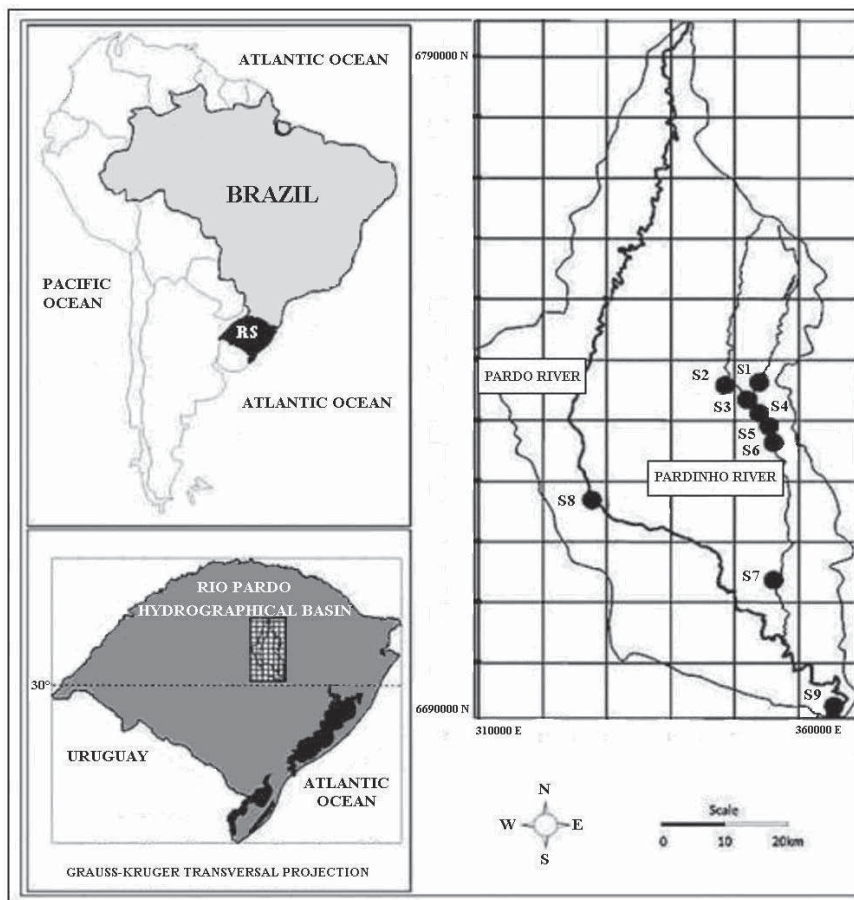 ATLANTIC OCEAN
BRAZIL
PACIFIC
OCEAN
RS
ATLANTIC OCEAN
RIO PARDO
HYDROGRAPHICAL BASIN
30°
URUGUAY
ATLANTIC
OCEAN
GRAUSS-KRUGER TRANSVERSAL PROJECTION
6790000 N
PARDO RIVER
S2
S1
S3
S4
S5
S6
PARDINHO RIVER
S8
S7
S9
6690000 N
310000 E
360000 E
N
W
E
S
Scale
0 10 20km